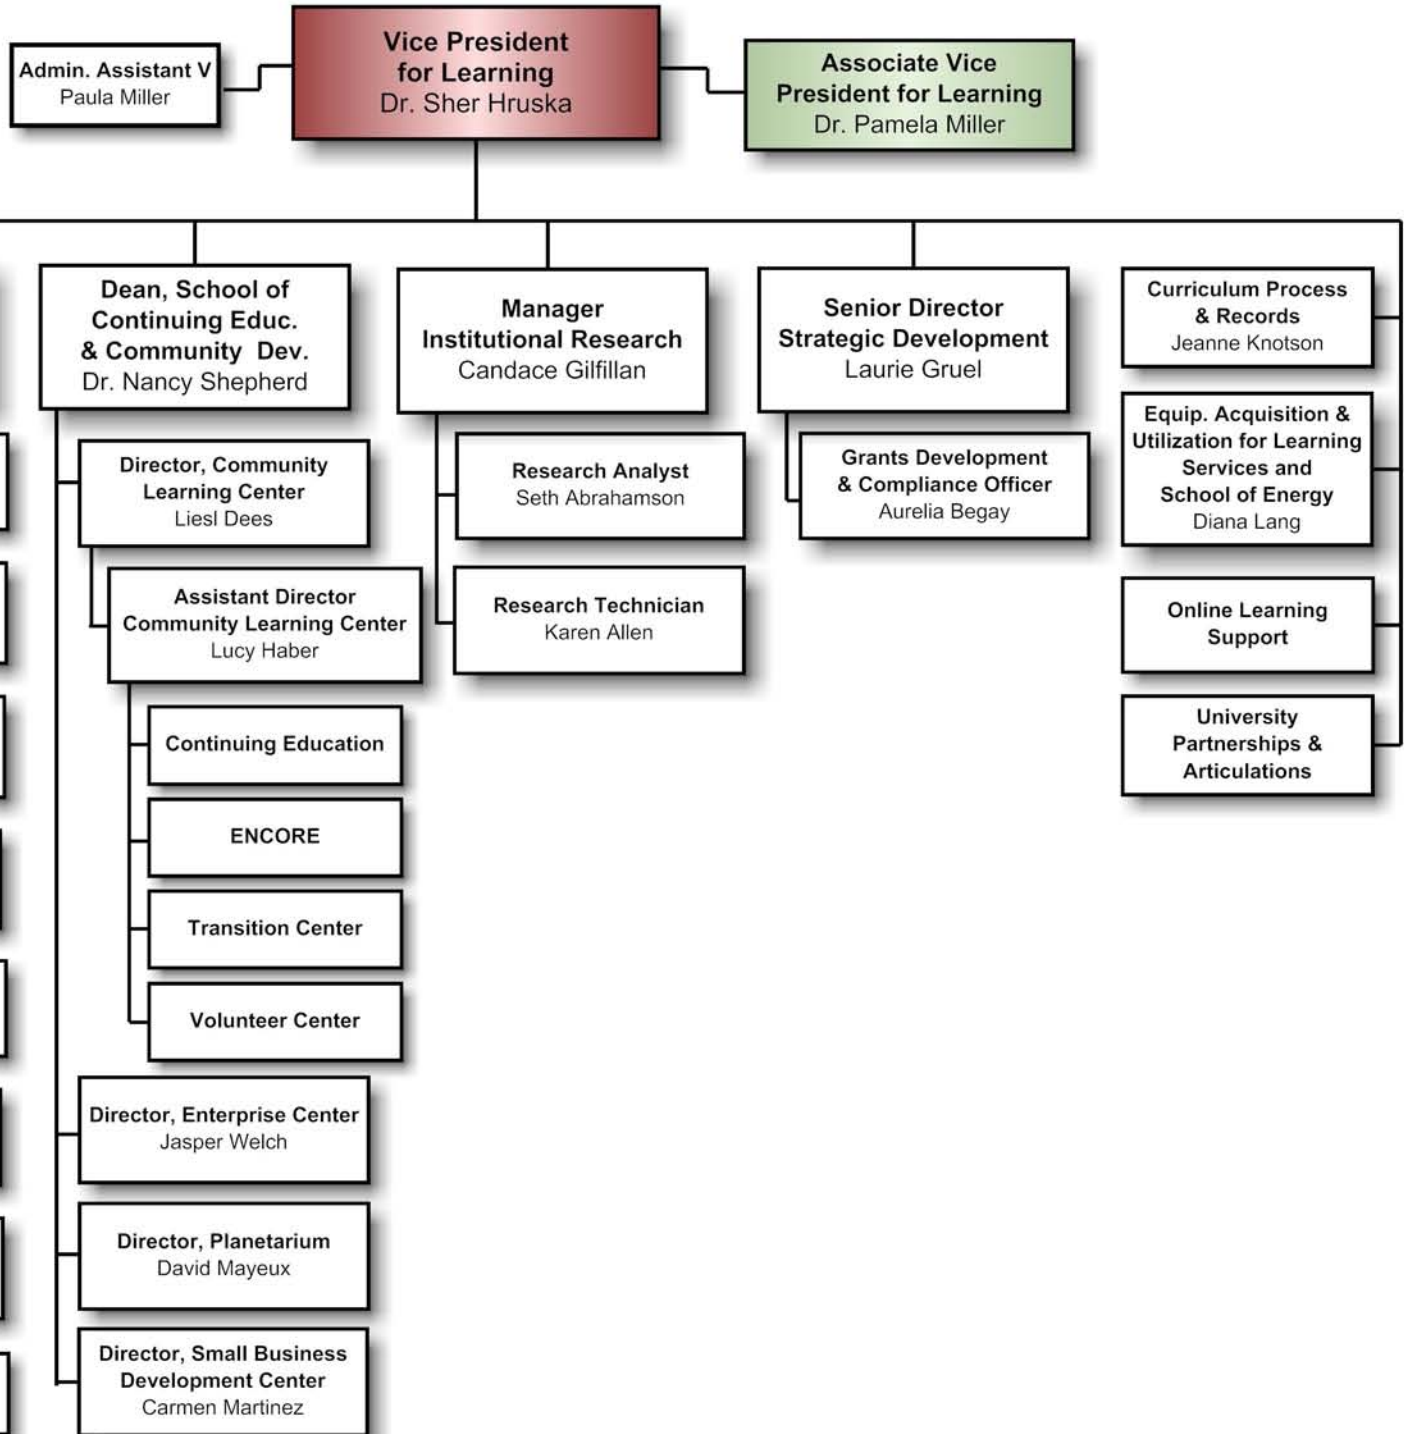 Vice President
for Learning
Dr. Sher Hruska
Admin. Assistant V
Paula Miller
Associate Vice
President for Learning
Dr. Pamela Miller
Dean, School of
Continuing Educ.
& Community Dev.
Dr. Nancy Shepherd
Director, Community
Learning Center
Liesl Dees
Assistant Director
Community Learning Center
Lucy Haber
Continuing Education
ENCORE
Transition Center
Volunteer Center
Director, Enterprise Center
Jasper Welch
Director, Planetarium
David Mayeux
Director, Small Business
Development Center
Carmen Martinez
Manager
Institutional Research
Candace Gilfillan
Research Analyst
Seth Abrahamson
Research Technician
Karen Allen
Senior Director
Strategic Development
Laurie Gruel
Grants Development
& Compliance Officer
Aurelia Begay
Curriculum Process
& Records
Jeanne Knotson
Equip. Acquisition &
Utilization for Learning
Services and
School of Energy
Diana Lang
Online Learning
Support
University
Partnerships &
Articulations